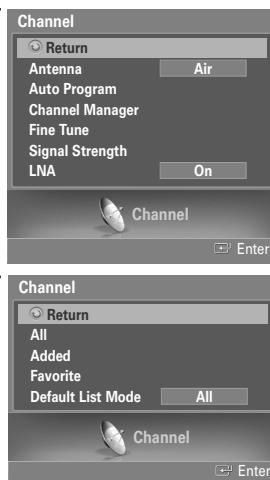 Channel
Return
Antenna Air
Auto Program
Channel Manager
Fine Tune
Signal Strength
LNA On
Channel
Enter
Channel
Return
All
Added
Favorite
Default List Mode All
Channel
Enter